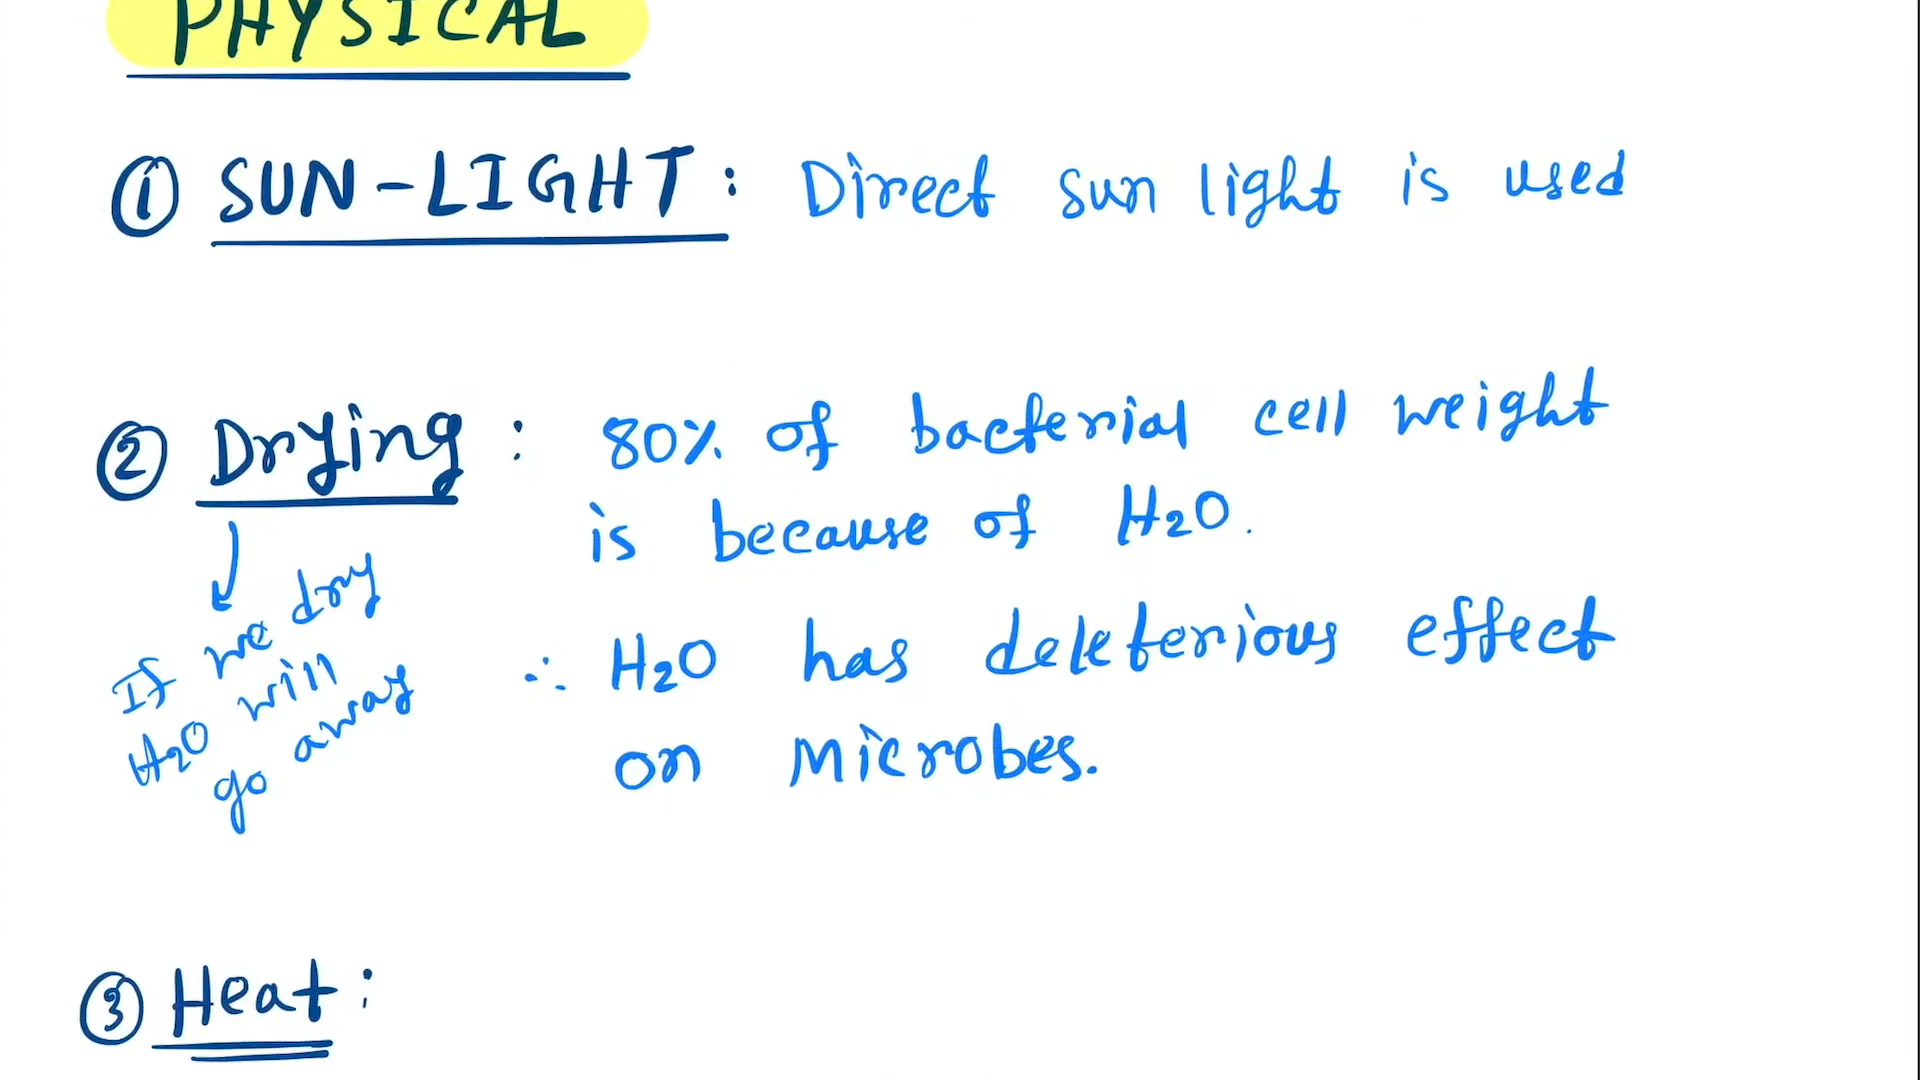 PHYSICAL
① SUN-LIGHT: Direct sun light is used
② Drying: 80% of bacterial cell weight
is because of H2O.
∴ H2O has deleterious effect
on Microbes.
If we dry
H2O will
go away
③ Heat: